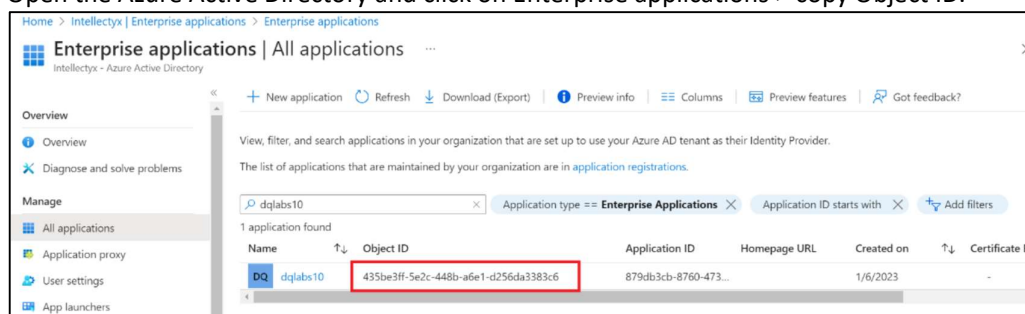 Open the Azure Active Directory and click on Enterprise applications > copy Object ID.
Home > Intellectyx | Enterprise applications > Enterprise applications
Enterprise applications | All applications ...
Intellectyx - Azure Active Directory
New application Refresh Download (Export) Preview info Columns Preview features Got feedback?
Overview
Overview
Diagnose and solve problems
Manage
All applications
Application proxy
User settings
App launchers
View, filter, and search applications in your organization that are set up to use your Azure AD tenant as their Identity Provider.
The list of applications that are maintained by your organization are in application registrations.
dqlabs10 Application type == Enterprise Applications Application ID starts with Add filters
1 application found
Name Object ID Application ID Homepage URL Created on Certificate
DQ dqlabs10 435be3ff-5e2c-448b-a6e1-d256da3383c6 879db3cb-8760-473... 1/6/2023 -